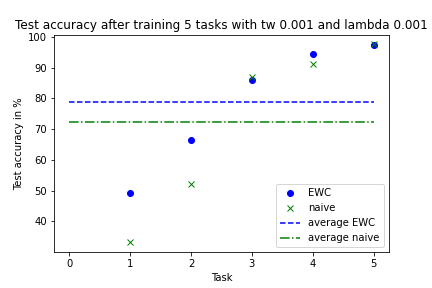 Test accuracy after training 5 tasks with tw 0.001 and lambda 0.001
100
90
80
70
60
50
40
Test accuracy in %
0 1 2 3 4 5
Task
EWC
naive
average EWC
average naive